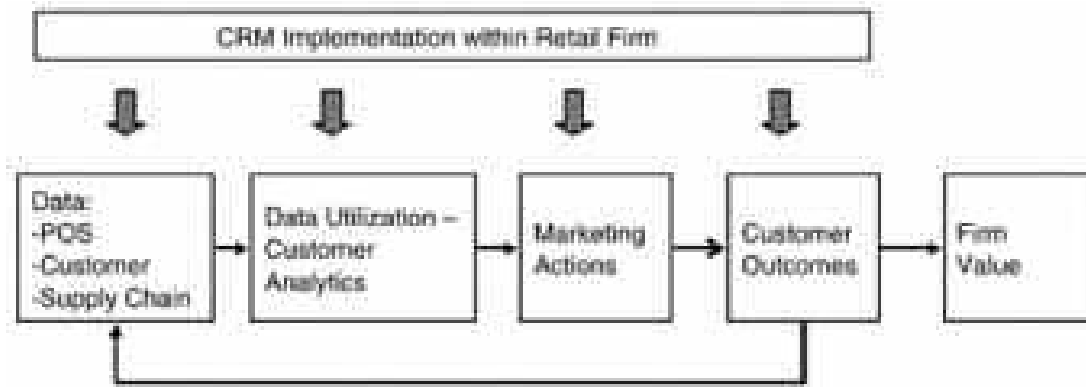 CRM Implementation within Retail Firm
Data:
-POS
-Customer
-Supply Chain
Data Utilization –
Customer
Analytics
Marketing
Actions
Customer
Outcomes
Firm
Value